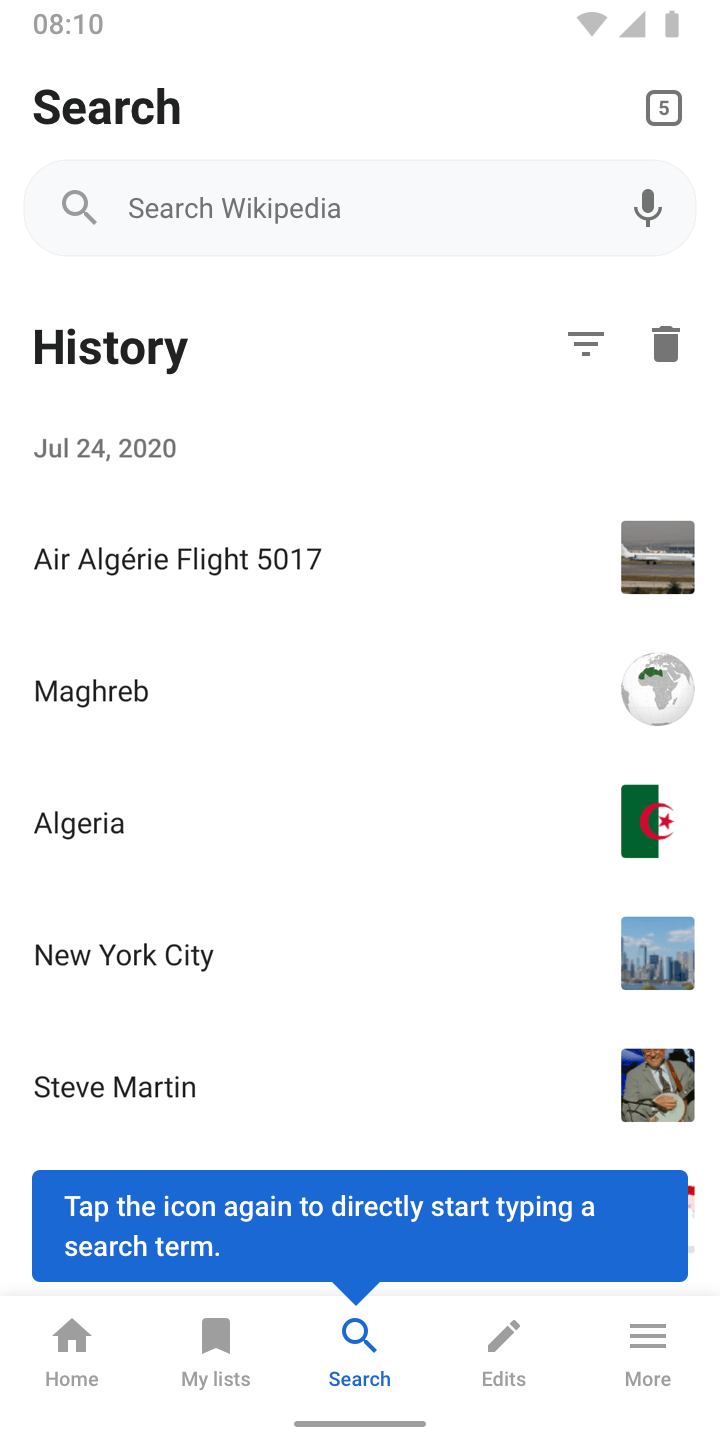 08:10
Search
5
Search Wikipedia
History
Jul 24, 2020
Air Algérie Flight 5017
Maghreb
Algeria
New York City
Steve Martin
Tap the icon again to directly start typing a
search term.
Home
My lists
Search
Edits
More